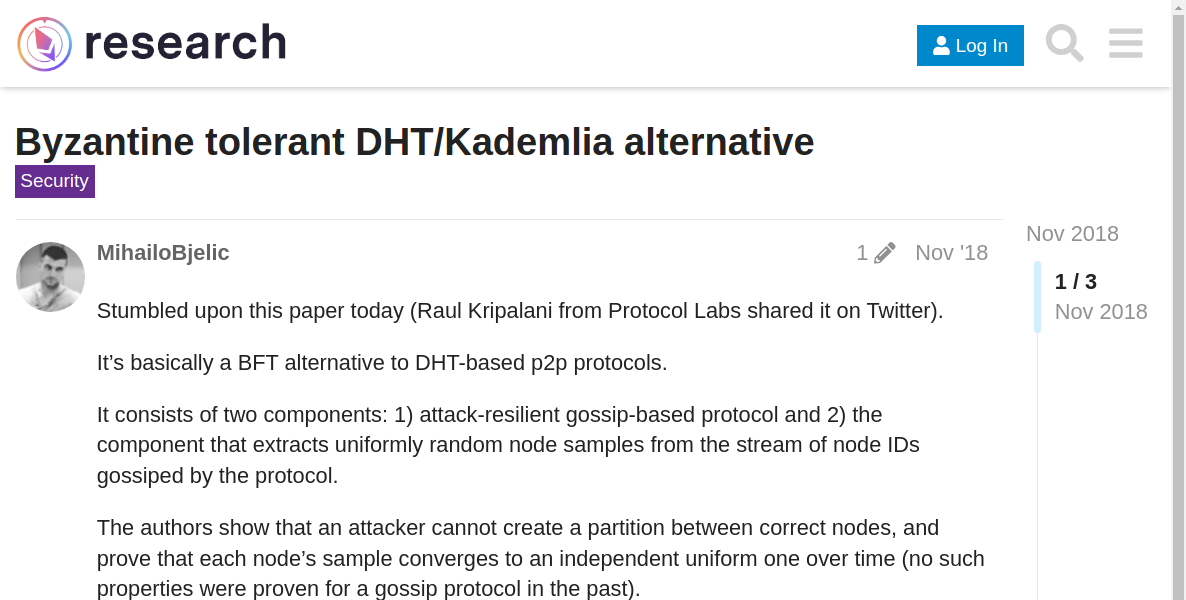 research
Log In
Byzantine tolerant DHT/Kademlia alternative
Security
MihailoBjelic
1
Nov '18
Nov 2018
1 / 3
Nov 2018
Stumbled upon this paper today (Raul Kripalani from Protocol Labs shared it on Twitter).
It’s basically a BFT alternative to DHT-based p2p protocols.
It consists of two components: 1) attack-resilient gossip-based protocol and 2) the
component that extracts uniformly random node samples from the stream of node IDs
gossiped by the protocol.
The authors show that an attacker cannot create a partition between correct nodes, and
prove that each node’s sample converges to an independent uniform one over time (no such
properties were proven for a gossip protocol in the past).